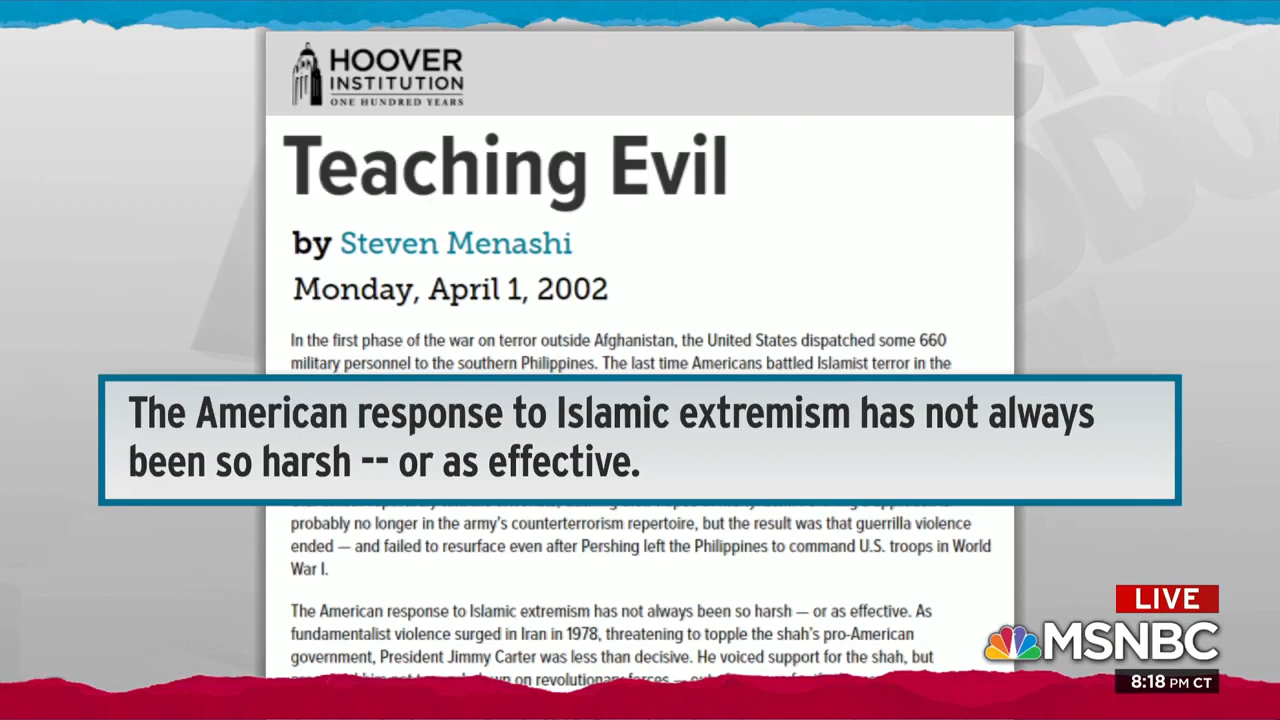 HOOVER
INSTITUTION
ONE HUNDRED YEARS
Teaching Evil
by Steven Menashi
Monday, April 1, 2002
In the first phase of the war on terror outside Afghanistan, the United States dispatched some 660
military personnel to the southern Philippines. The last time Americans battled Islamist terror in the
The American response to Islamic extremism has not always
been so harsh -- or as effective.
probably no longer in the army's counterterrorism repertoire, but the result was that guerrilla violence
ended — and failed to resurface even after Pershing left the Philippines to command U.S. troops in World
War I.
The American response to Islamic extremism has not always been so harsh — or as effective. As
fundamentalist violence surged in Iran in 1978, threatening to topple the shah's pro-American
government, President Jimmy Carter was less than decisive. He voiced support for the shah, but
on revolutionary forces
LIVE
MSNBC
8:18 PM CT